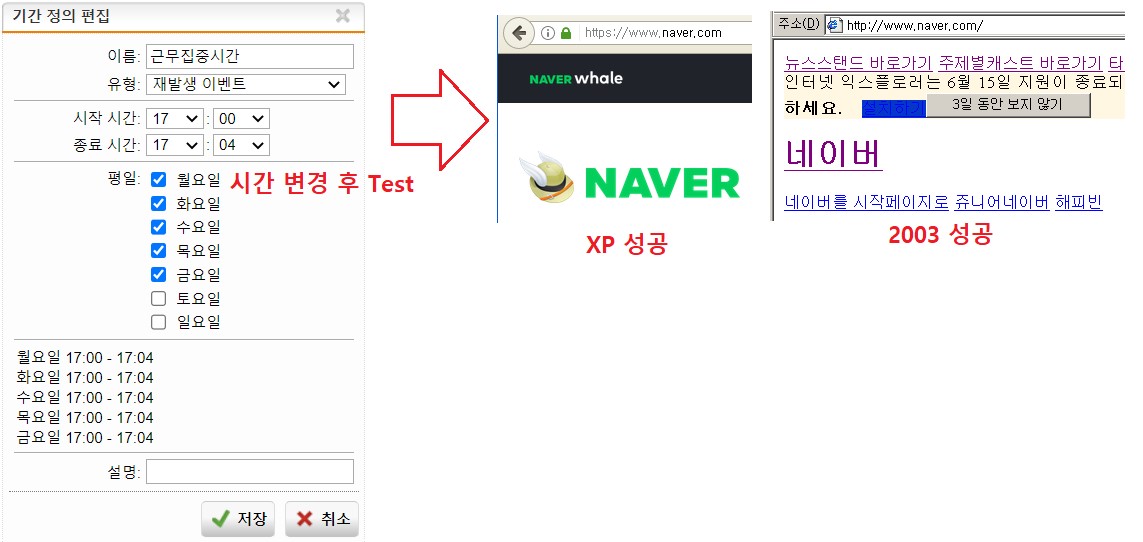 기간 정의 편집
이름: 근무집중시간
유형: 재발생 이벤트
시작 시간: 17 : 00
종료 시간: 17 : 04
평일: 월요일
화요일
수요일
목요일
금요일
토요일
일요일
시간 변경 후 Test
월요일 17:00 - 17:04
화요일 17:00 - 17:04
수요일 17:00 - 17:04
목요일 17:00 - 17:04
금요일 17:00 - 17:04
설명:
저장 취소
https://www.naver.com
NAVER whale
NAVER
XP 성공
주소(D) http://www.naver.com/
뉴스스탠드 바로가기 주제별캐스트 바로가기 타
인터넷 익스플로러는 6월 15일 지원이 종료되
하세요. 설치하기 3일 동안 보지 않기
네이버
네이버를 시작페이지로 쥬니어네이버 해피빈
2003 성공